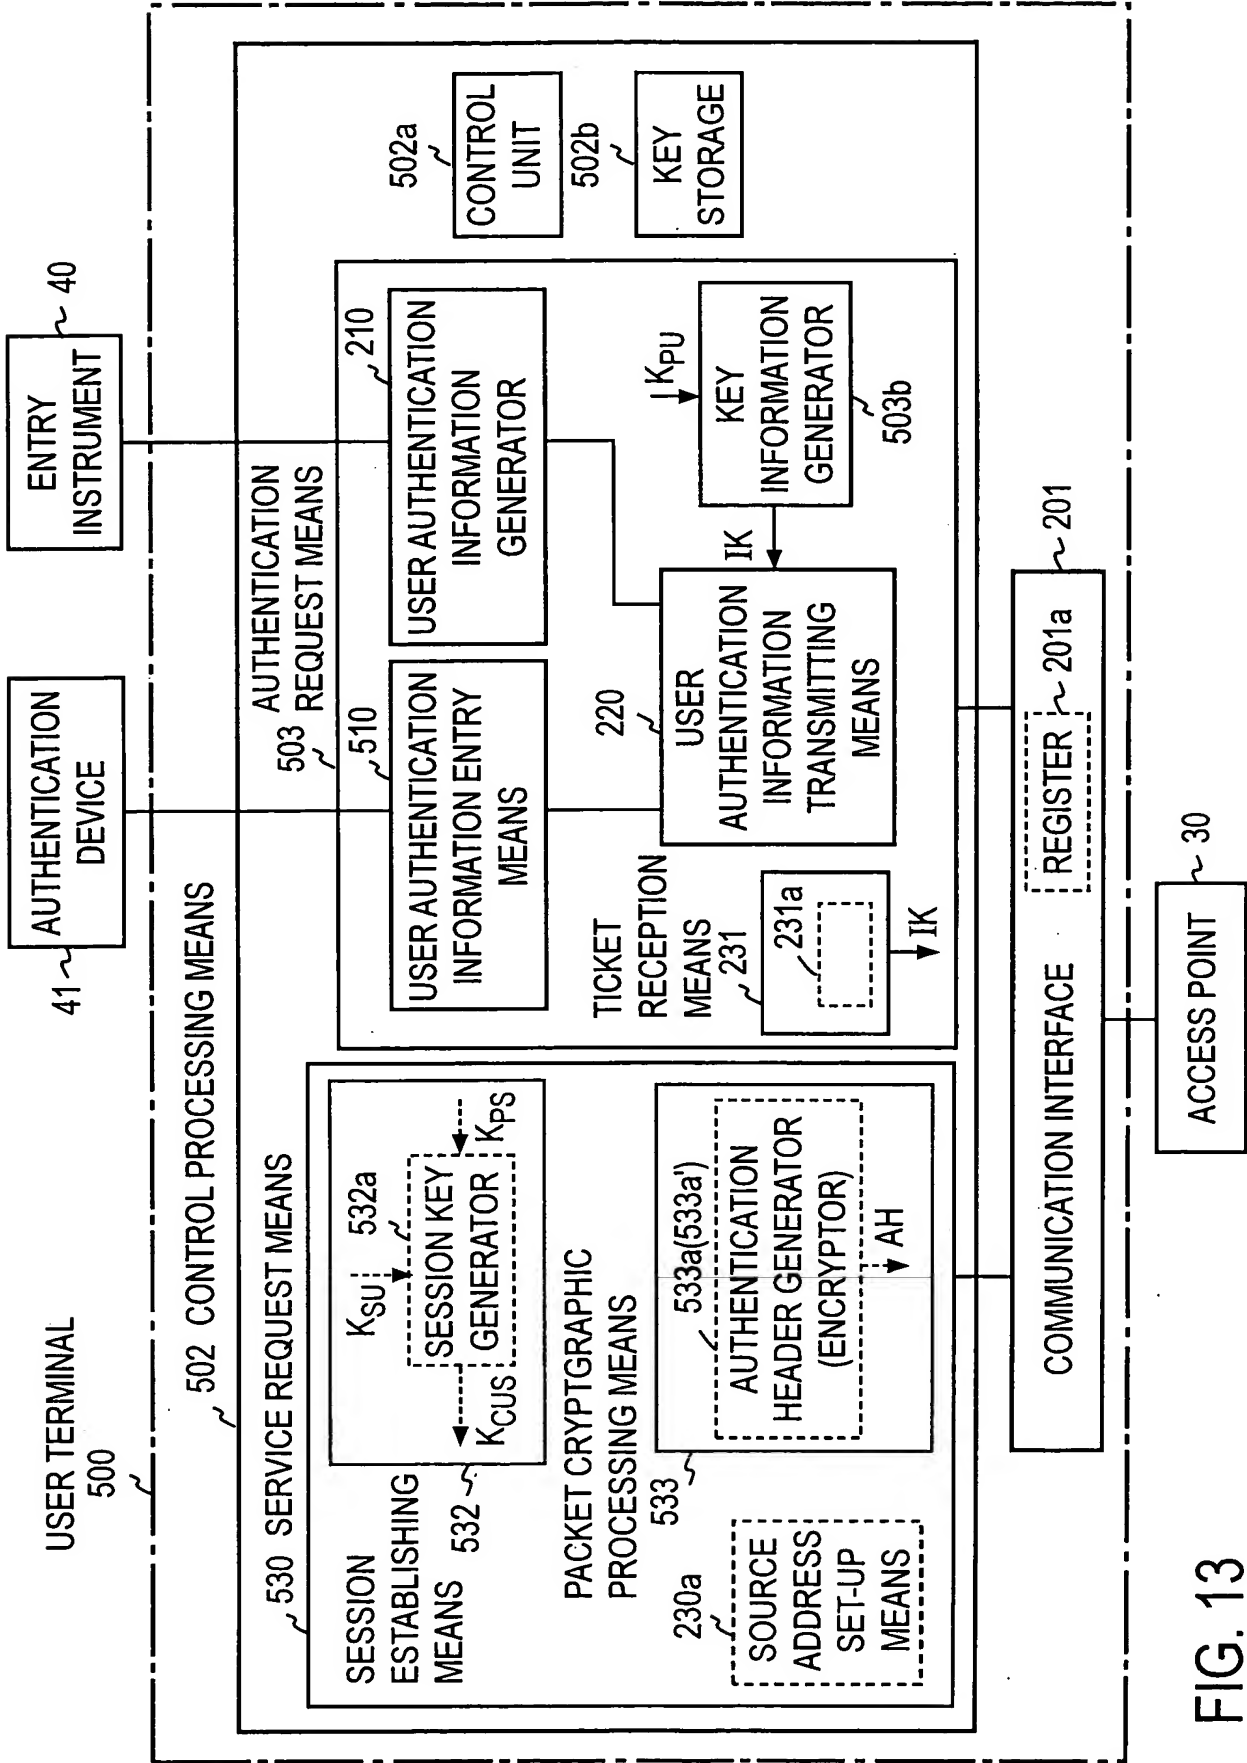 USER TERMINAL
500
AUTHENTICATION
DEVICE
41
ENTRY
INSTRUMENT
40
502 CONTROL PROCESSING MEANS
530 SERVICE REQUEST MEANS
SESSION
ESTABLISHING
MEANS
532
KSU
532a
SESSION KEY
GENERATOR
KPS
KCUS
PACKET CRYPTGRAPHIC
PROCESSING MEANS
533
533a(533a')
AUTHENTICATION
HEADER GENERATOR
(ENCRYPTOR)
AH
230a
SOURCE
ADDRESS
SET-UP
MEANS
AUTHENTICATION
REQUEST MEANS
503
510
USER AUTHENTICATION
INFORMATION ENTRY
MEANS
210
USER AUTHENTICATION
INFORMATION
GENERATOR
TICKET
RECEPTION
MEANS
231
231a
IK
220
USER
AUTHENTICATION
INFORMATION
TRANSMITTING
MEANS
IK
KPU
KEY
INFORMATION
GENERATOR
503b
502a
CONTROL
UNIT
502b
KEY
STORAGE
COMMUNICATION INTERFACE
REGISTER
201a
201
ACCESS POINT
30
FIG. 13